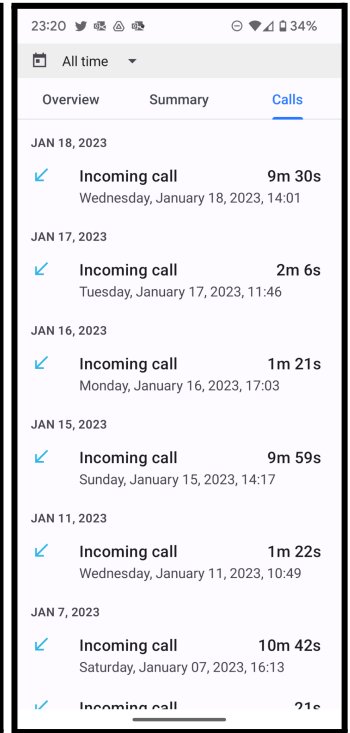 23:20 34%
All time
Overview Summary Calls
JAN 18, 2023
Incoming call 9m 30s
Wednesday, January 18, 2023, 14:01
JAN 17, 2023
Incoming call 2m 6s
Tuesday, January 17, 2023, 11:46
JAN 16, 2023
Incoming call 1m 21s
Monday, January 16, 2023, 17:03
JAN 15, 2023
Incoming call 9m 59s
Sunday, January 15, 2023, 14:17
JAN 11, 2023
Incoming call 1m 22s
Wednesday, January 11, 2023, 10:49
JAN 7, 2023
Incoming call 10m 42s
Saturday, January 07, 2023, 16:13
Incoming call 21s